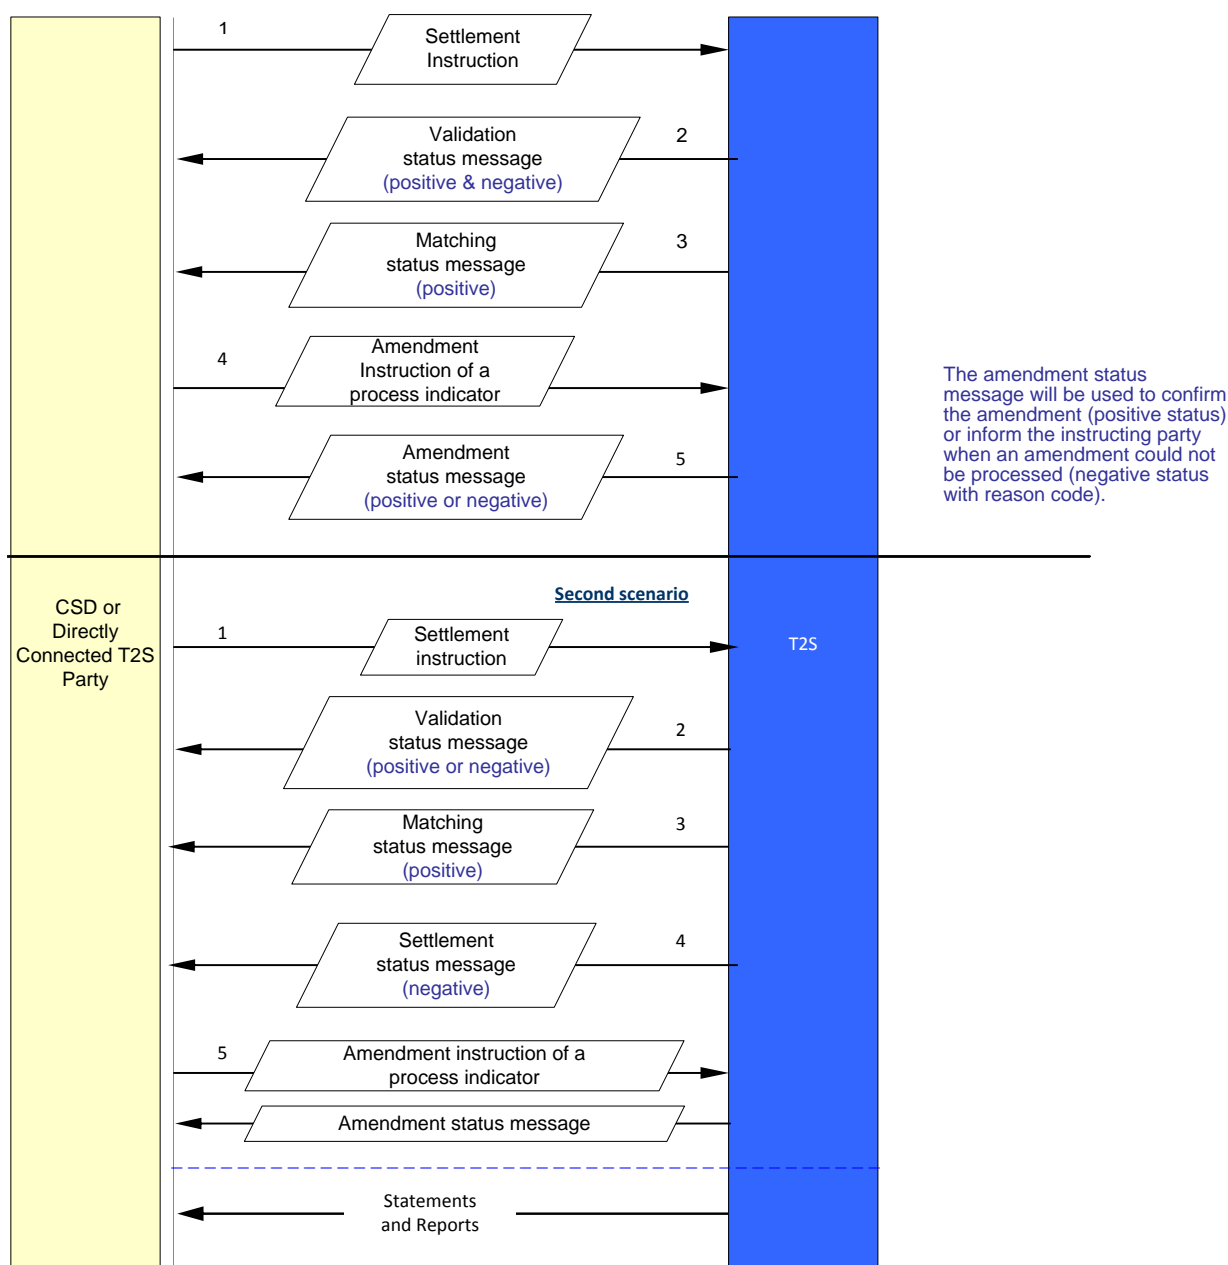 1
Settlement
Instruction
Validation
status message
(positive & negative)
2
Matching
status message
(positive)
3
4
Amendment
Instruction of a
process indicator
Amendment
status message
(positive or negative)
5
The amendment status
message will be used to confirm
the amendment (positive status)
or inform the instructing party
when an amendment could not
be processed (negative status
with reason code).
CSD or
Directly
Connected T2S
Party
Second scenario
T2S
1
Settlement
instruction
Validation
status message
(positive or negative)
2
Matching
status message
(positive)
3
Settlement
status message
(negative)
4
5
Amendment instruction of a
process indicator
Amendment status message
Statements
and Reports